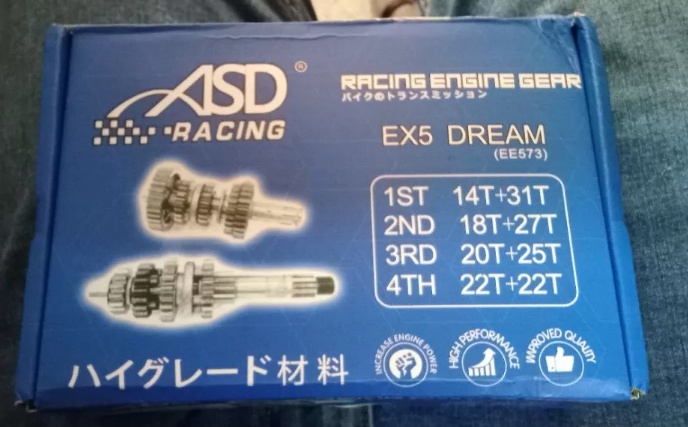 ASD®
RACING
RACING ENGINE GEAR
バイクのトランスミッション
EX5 DREAM
(EE573)
1ST 14T+31T
2ND 18T+27T
3RD 20T+25T
4TH 22T+22T
ハイグレード材料
INCREASE ENGINE POWER
HIGH PERFORMANCE
IMPROVED QUALITY